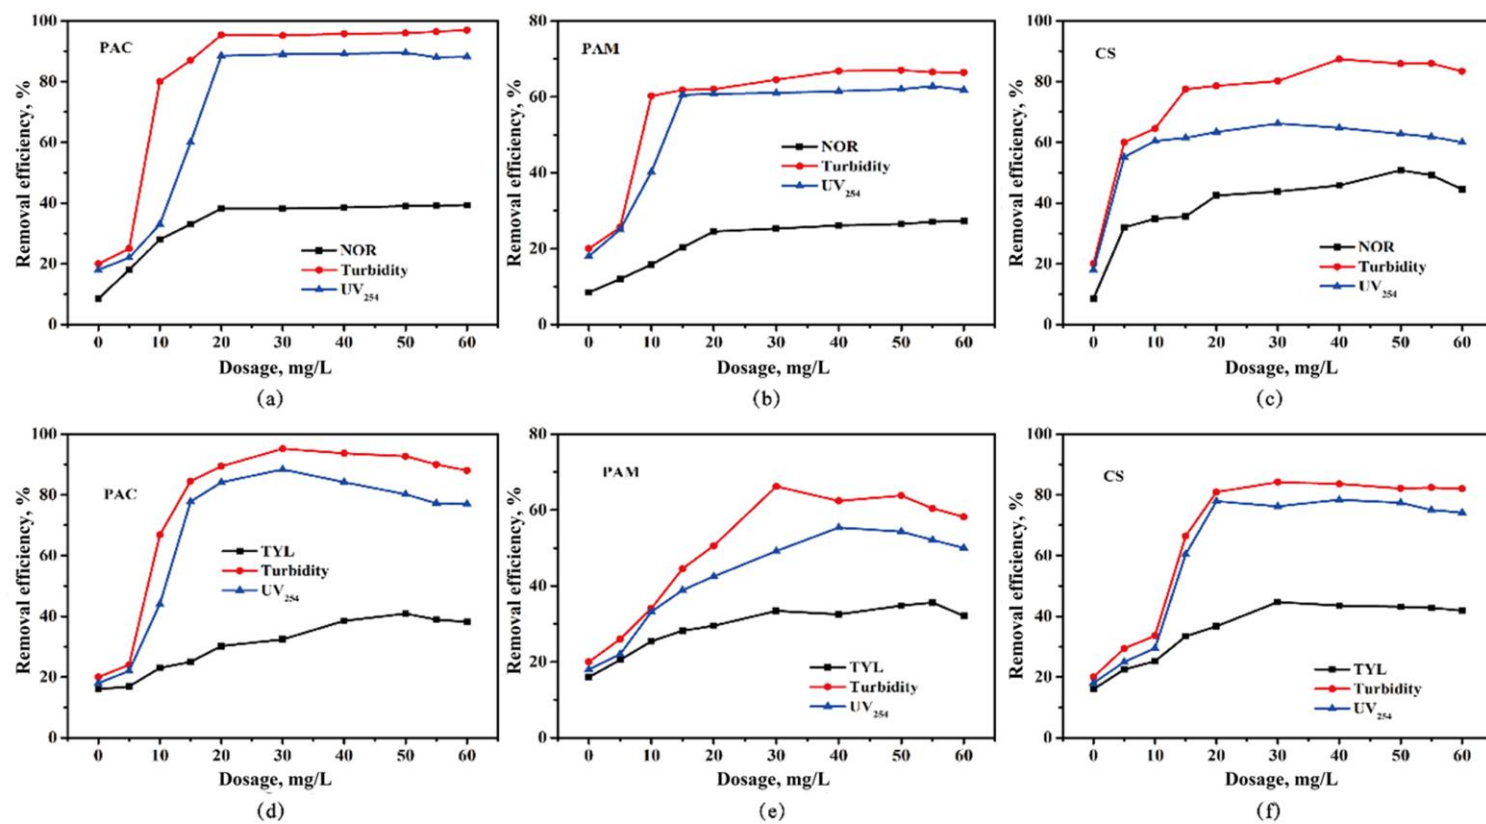 PAC
Removal efficiency, %
100
80
60
40
20
0
NOR
Turbidity
UV254
0 10 20 30 40 50 60
Dosage, mg/L
(a)
PAM
Removal efficiency, %
80
60
40
20
0
NOR
Turbidity
UV254
0 10 20 30 40 50 60
Dosage, mg/L
(b)
CS
Removal efficiency, %
100
80
60
40
20
0
NOR
Turbidity
UV254
0 10 20 30 40 50 60
Dosage, mg/L
(c)
PAC
Removal efficiency, %
100
80
60
40
20
0
TYL
Turbidity
UV254
0 10 20 30 40 50 60
Dosage, mg/L
(d)
PAM
Removal efficiency, %
80
60
40
20
0
TYL
Turbidity
UV254
0 10 20 30 40 50 60
Dosage, mg/L
(e)
CS
Removal efficiency, %
100
80
60
40
20
0
TYL
Turbidity
UV254
0 10 20 30 40 50 60
Dosage, mg/L
(f)